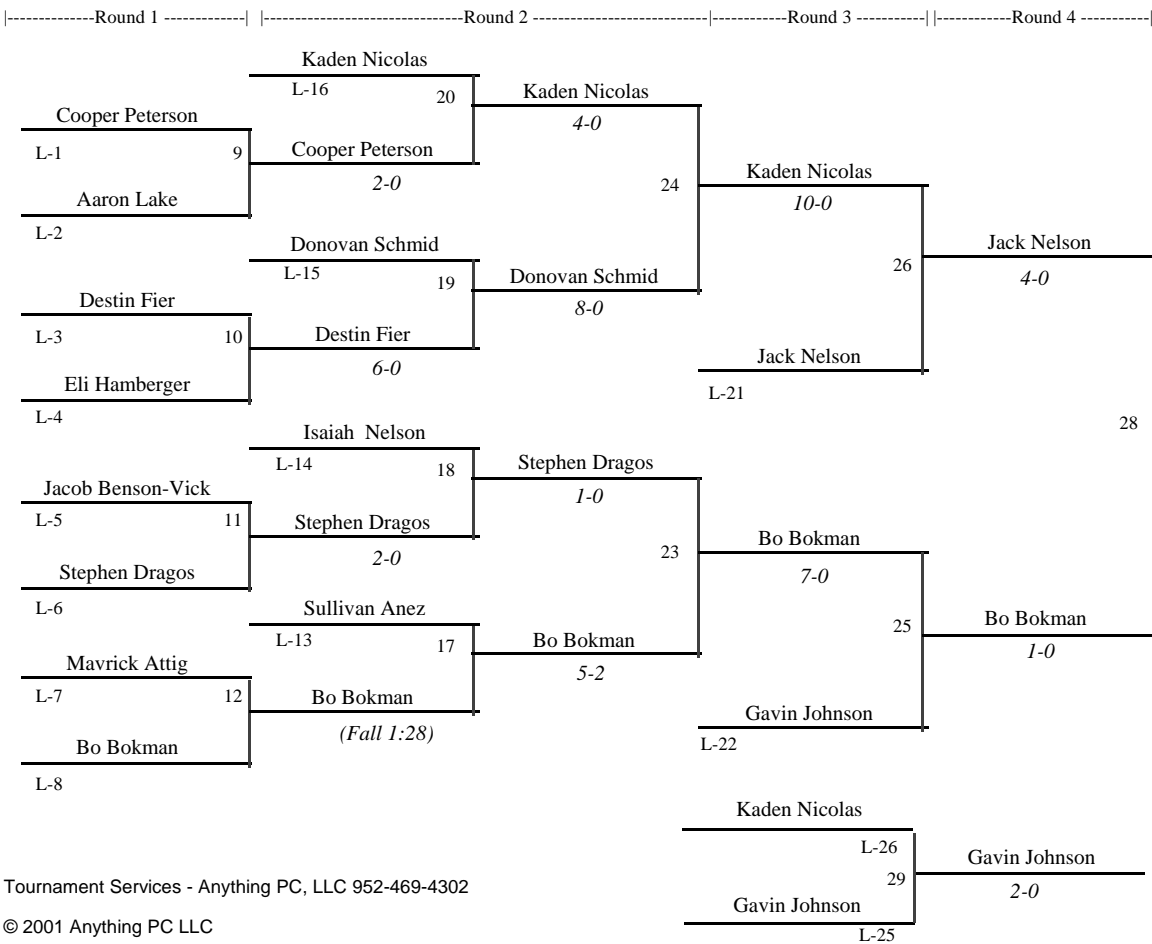 |--------------Round 1 -------------| |--------------------------------Round 2 ----------------------------|------------Round 3 -----------| |------------Round 4 -----------|
Kaden Nicolas
L-16
20
Kaden Nicolas
4-0
Cooper Peterson
L-1
9
Cooper Peterson
2-0
Aaron Lake
L-2
24
Kaden Nicolas
10-0
Donovan Schmid
L-15
19
Donovan Schmid
8-0
Destin Fier
L-3
10
Destin Fier
6-0
Eli Hamberger
L-4
26
Jack Nelson
4-0
Jack Nelson
L-21
28
Isaiah  Nelson
L-14
18
Stephen Dragos
1-0
Jacob Benson-Vick
L-5
11
Stephen Dragos
2-0
Stephen Dragos
L-6
23
Bo Bokman
7-0
Sullivan Anez
L-13
17
Bo Bokman
5-2
Mavrick Attig
L-7
12
Bo Bokman
(Fall 1:28)
Bo Bokman
L-8
25
Bo Bokman
1-0
Gavin Johnson
L-22
Kaden Nicolas
L-26
29
Gavin Johnson
2-0
Gavin Johnson
L-25
Tournament Services - Anything PC, LLC 952-469-4302
© 2001 Anything PC LLC